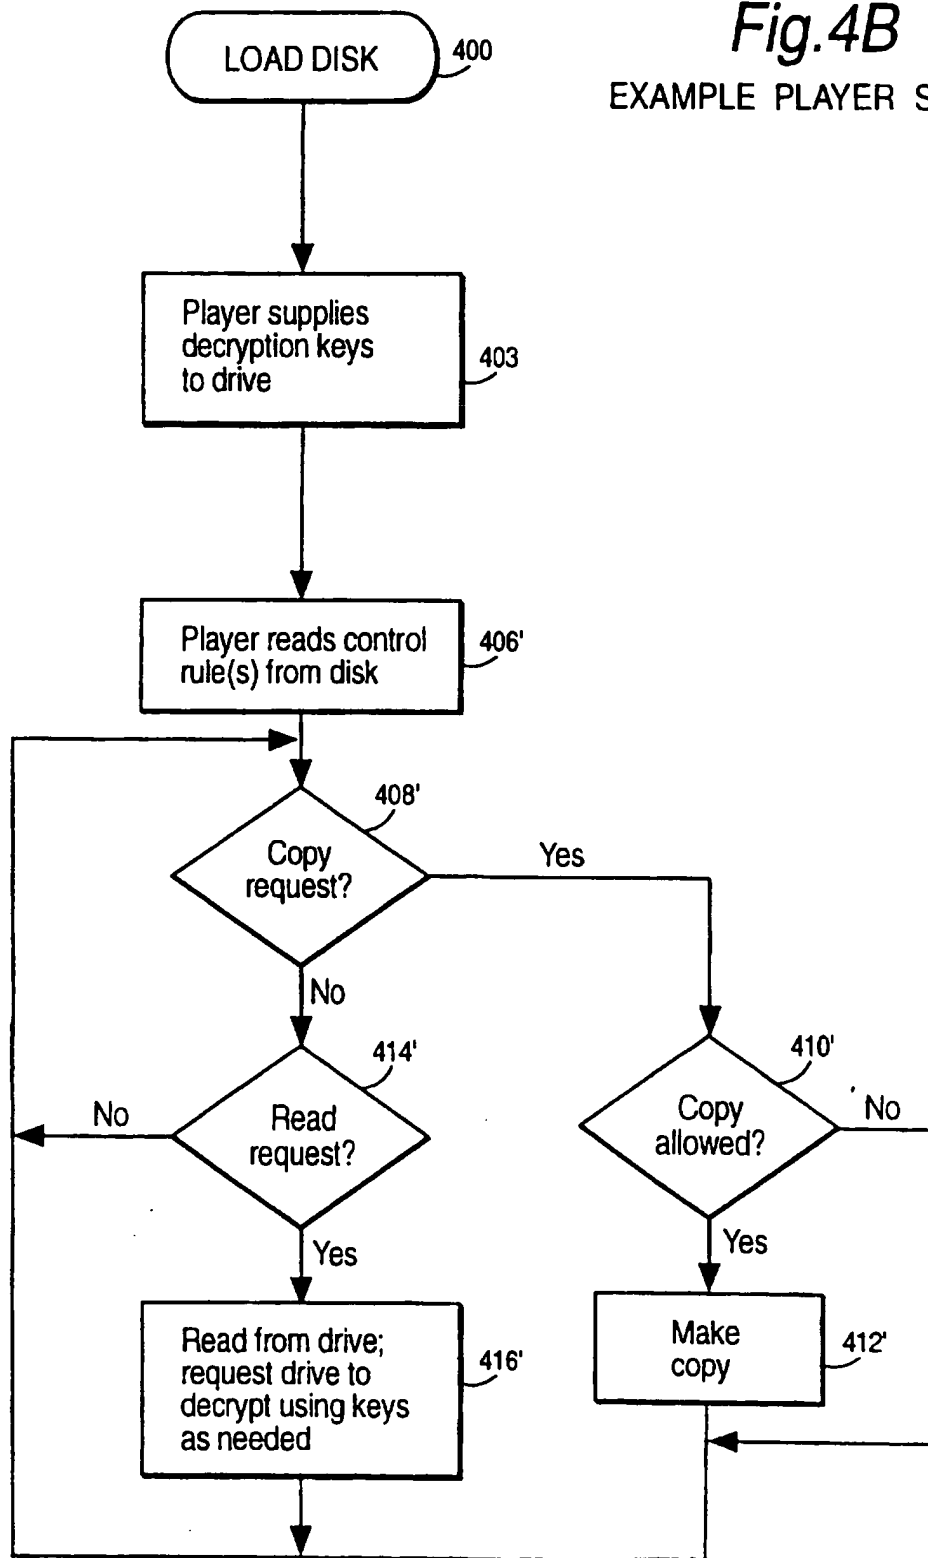 Fig.4B
EXAMPLE PLAYER
LOAD DISK
400
Player supplies
decryption keys
to drive
403
Player reads control
rule(s) from disk
406'
408'
Copy
request?
Yes
No
414'
Read
request?
No
410'
Copy
allowed?
No
Yes
Yes
Read from drive;
request drive to
decrypt using keys
as needed
416'
Make
copy
412'